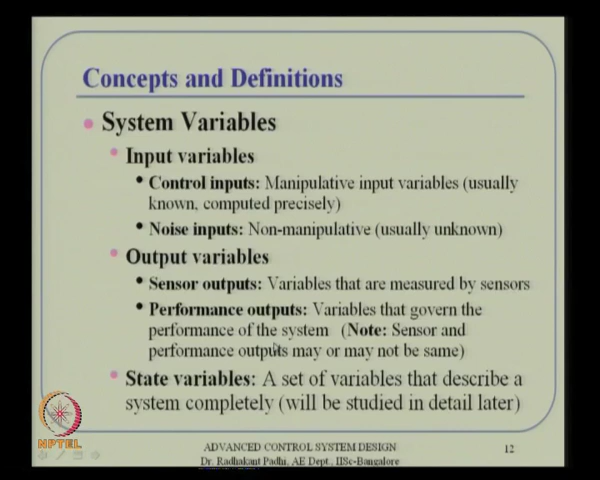 Concepts and Definitions
System Variables
Input variables
Control inputs: Manipulative input variables (usually
known, computed precisely)
Noise inputs: Non-manipulative (usually unknown)
Output variables
Sensor outputs: Variables that are measured by sensors
Performance outputs: Variables that govern the
performance of the system (Note: Sensor and
performance outputs may or may not be same)
State variables: A set of variables that describe a
system completely (will be studied in detail later)
NPTEL
ADVANCED CONTROL SYSTEM DESIGN
Dr. Radhakant Padhi, AE Dept., IISc-Bangalore
12